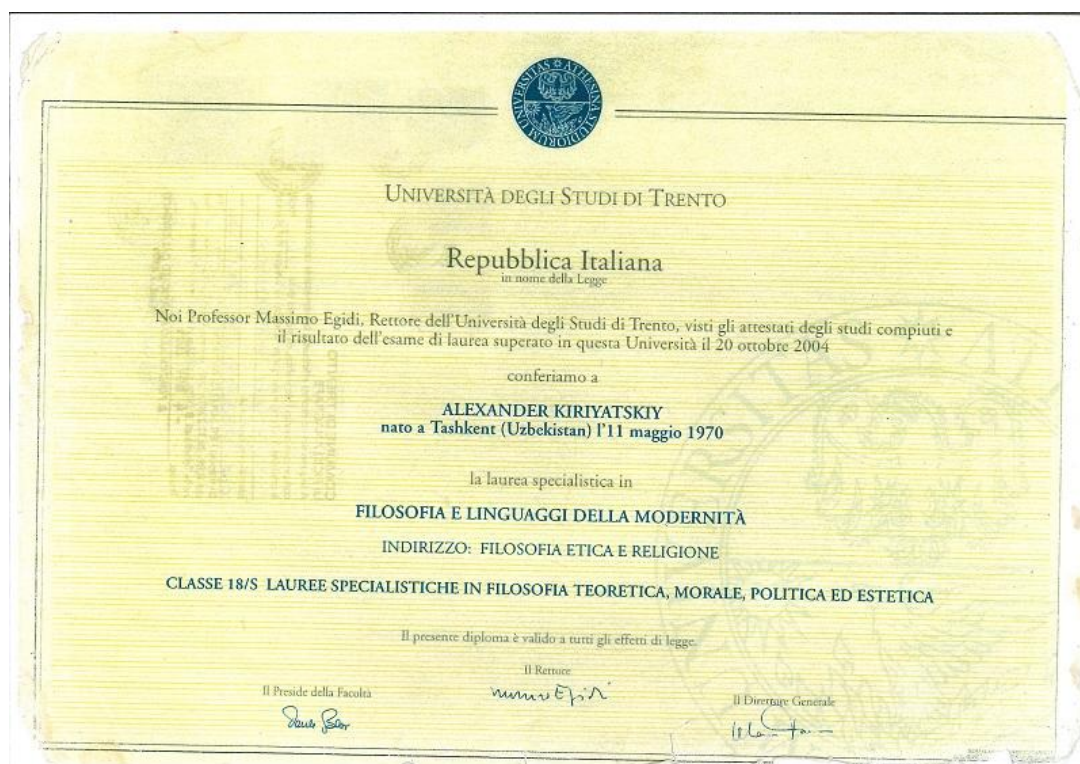 UNIVERSITAS ATHESINA STUDIORUM
UNIVERSITÀ DEGLI STUDI DI TRENTO
Repubblica Italiana
in nome della Legge
Noi Professor Massimo Egidi, Rettore dell'Università degli Studi di Trento, visti gli attestati degli studi compiuti e
il risultato dell'esame di laurea superato in questa Università il 20 ottobre 2004
conferiamo a
ALEXANDER KIRIYATSKIY
nato a Tashkent (Uzbekistan) l'11 maggio 1970
la laurea specialistica in
FILOSOFIA E LINGUAGGI DELLA MODERNITÀ
INDIRIZZO: FILOSOFIA ETICA E RELIGIONE
CLASSE 18/S LAUREE SPECIALISTICHE IN FILOSOFIA TEORETICA, MORALE, POLITICA ED ESTETICA
Il presente diploma è valido a tutti gli effetti di legge.
Il Rettore
Il Preside della Facoltà
Il Direttore Generale